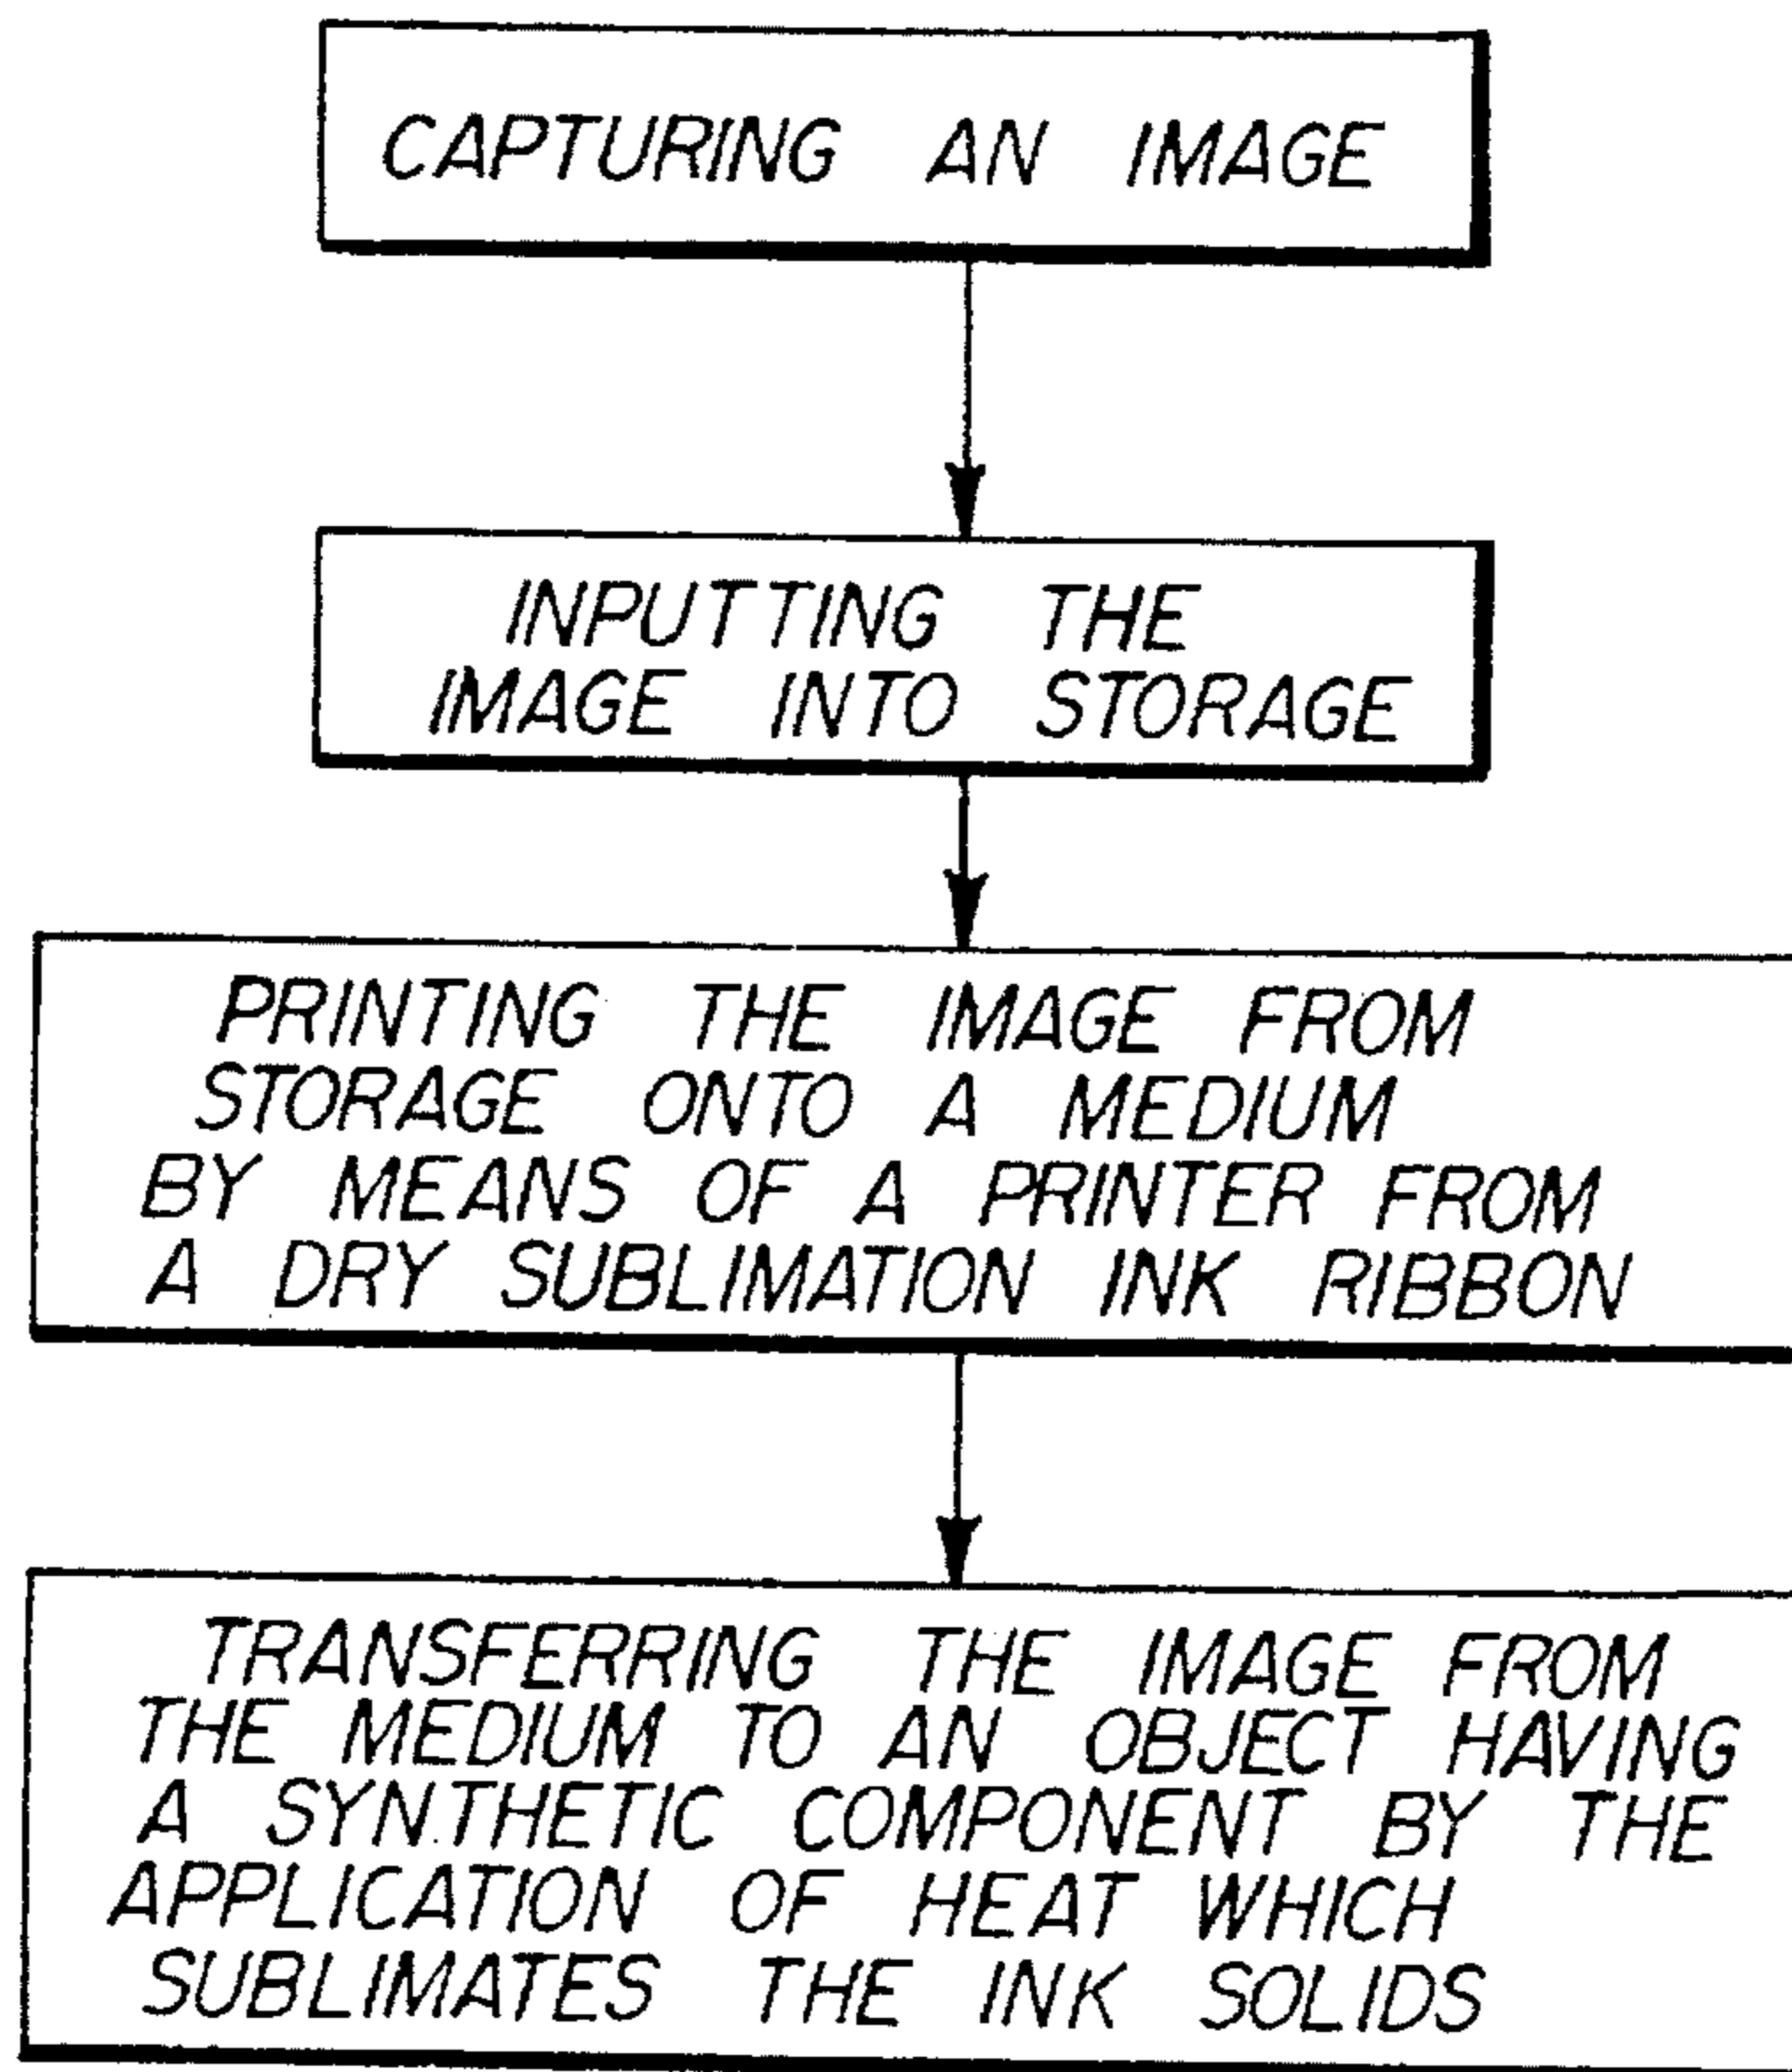 CAPTURING AN IMAGE
INPUTTING THE
IMAGE INTO STORAGE
PRINTING THE IMAGE FROM
STORAGE ONTO A MEDIUM
BY MEANS OF A PRINTER FROM
A DRY SUBLIMATION INK RIBBON
TRANSFERRING THE IMAGE FROM
THE MEDIUM TO AN OBJECT HAVING
A SYNTHETIC COMPONENT BY THE
APPLICATION OF HEAT WHICH
SUBLIMATES THE INK SOLIDS